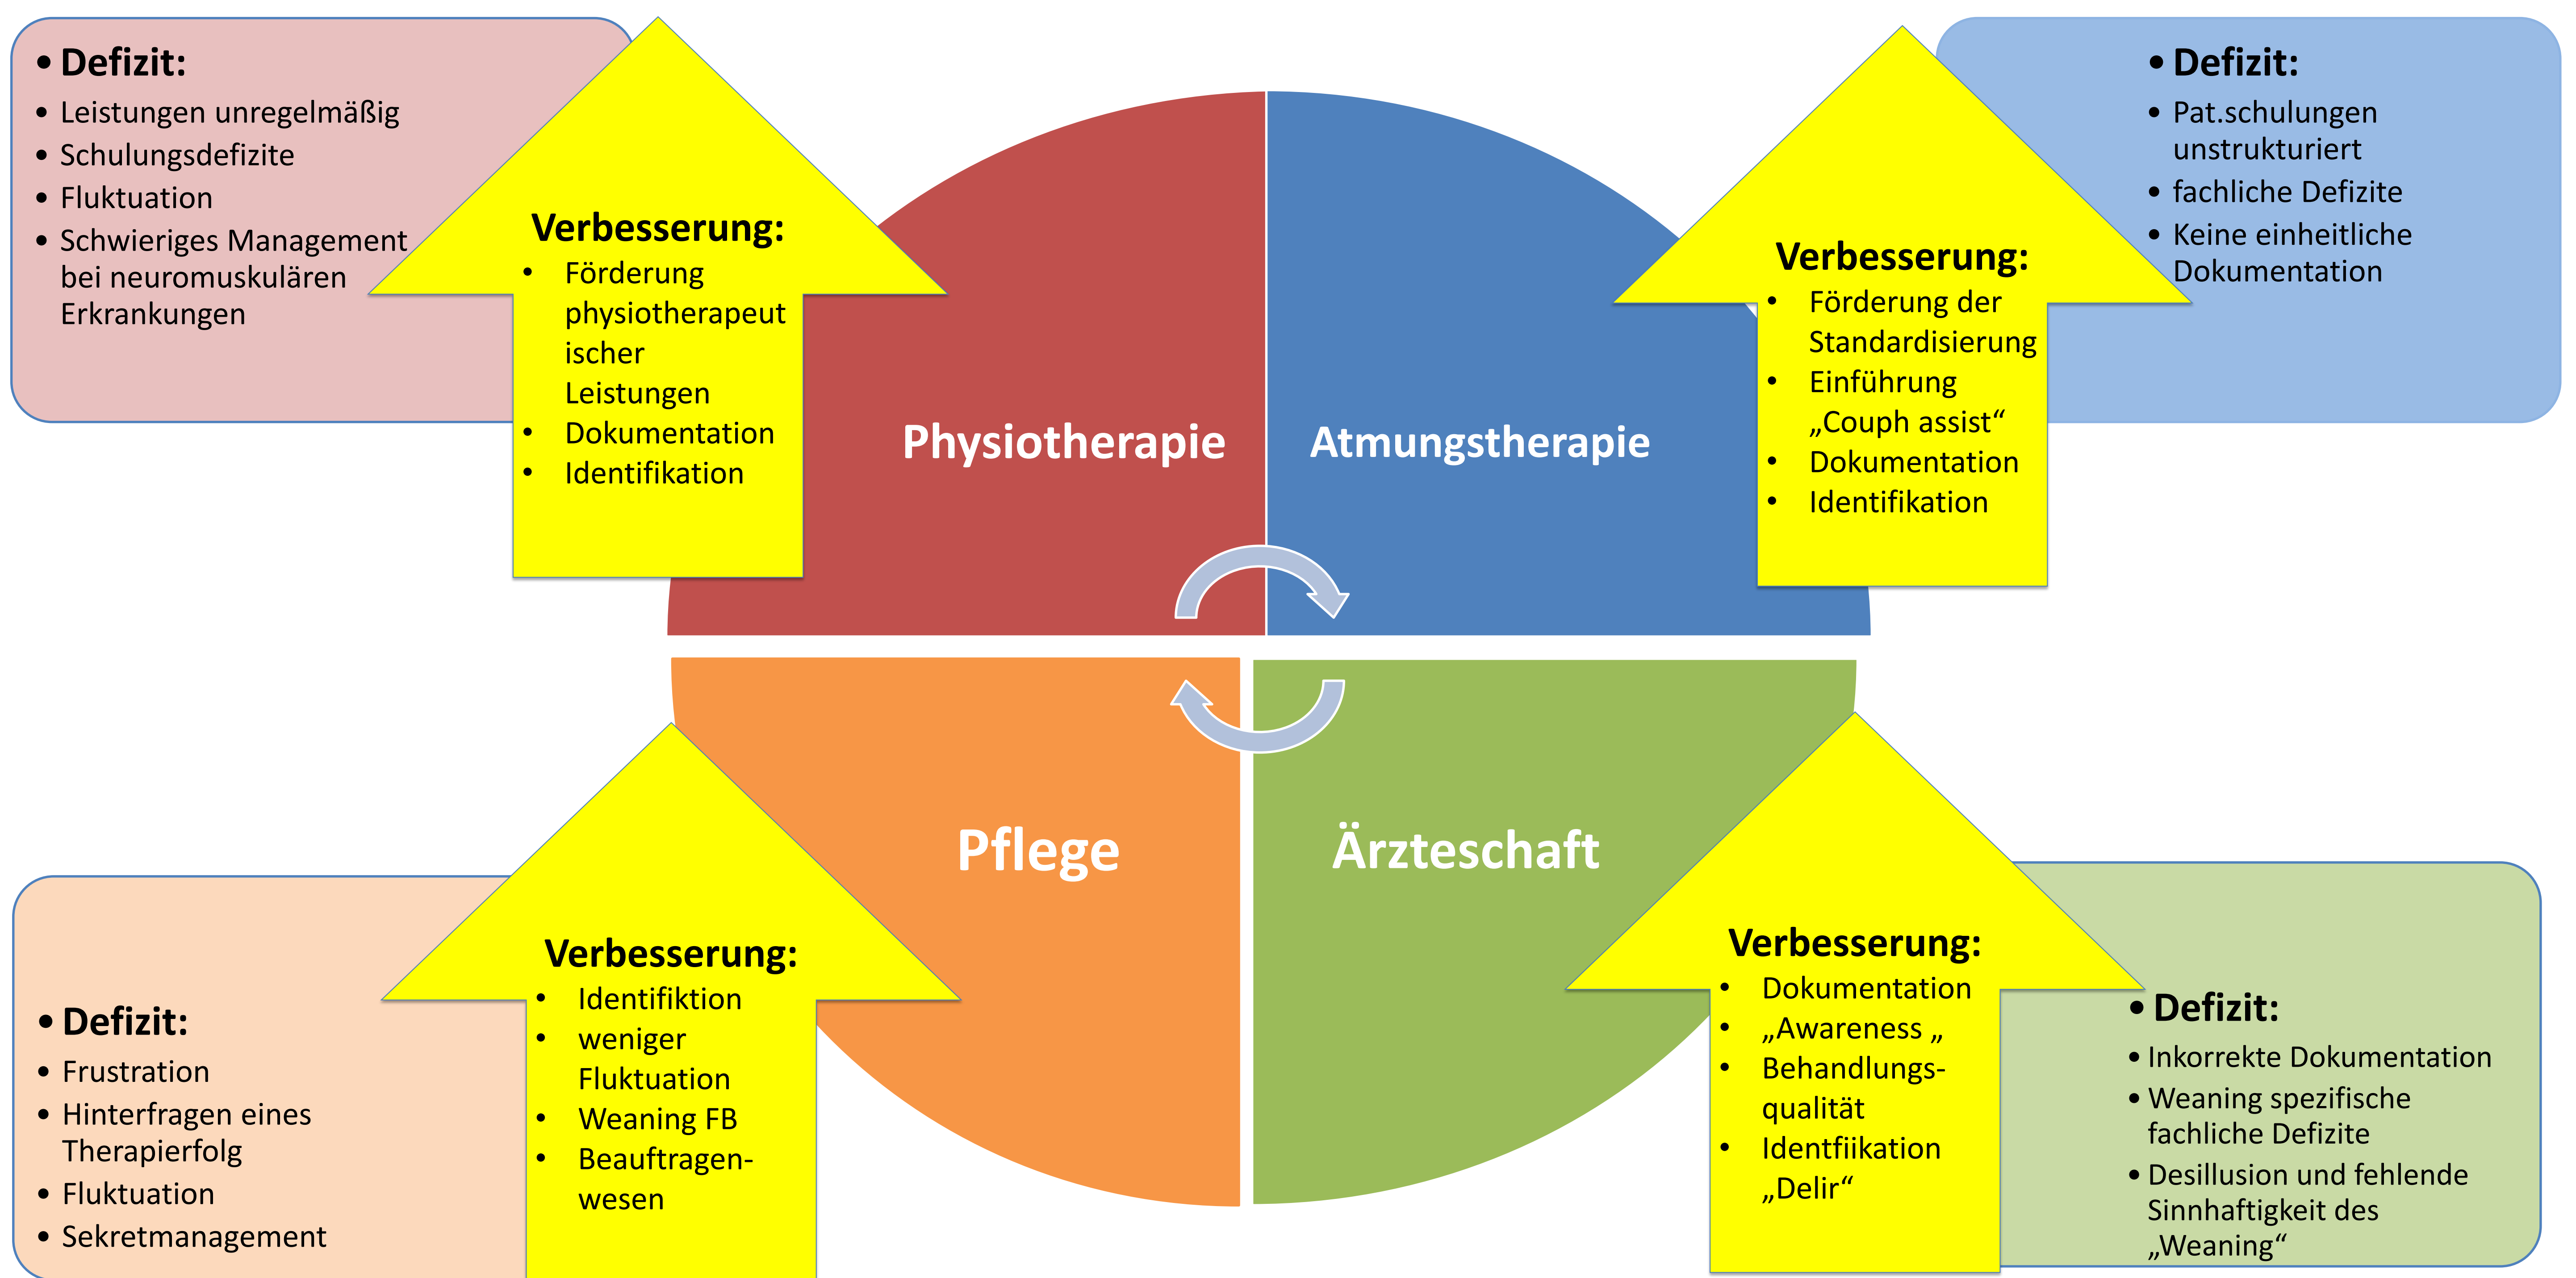 • Defizit:
• Leistungen unregelmäßig
• Schulungsdefizite
• Fluktuation
• Schwieriges Management
bei neuromuskulären
Erkrankungen
Verbesserung:
• Förderung
physiotherapeut
ischer
Leistungen
• Dokumentation
• Identifikation
Physiotherapie
Atmungstherapie
Verbesserung:
• Förderung der
Standardisierung
• Einführung
„Couph assist“
• Dokumentation
• Identifikation
• Defizit:
• Pat.schulungen
unstrukturiert
• fachliche Defizite
• Keine einheitliche
Dokumentation
• Defizit:
• Frustration
• Hinterfragen eines
Therapierfolg
• Fluktuation
• Sekretmanagement
Verbesserung:
• Identifiktion
• weniger
Fluktuation
• Weaning FB
• Beauftragen-
wesen
Pflege
Ärzteschaft
Verbesserung:
• Dokumentation
• „Awareness „
• Behandlungs-
qualität
• Identfiikation
„Delir“
• Defizit:
• Inkorrekte Dokumentation
• Weaning spezifische
fachliche Defizite
• Desillusion und fehlende
Sinnhaftigkeit des
„Weaning“